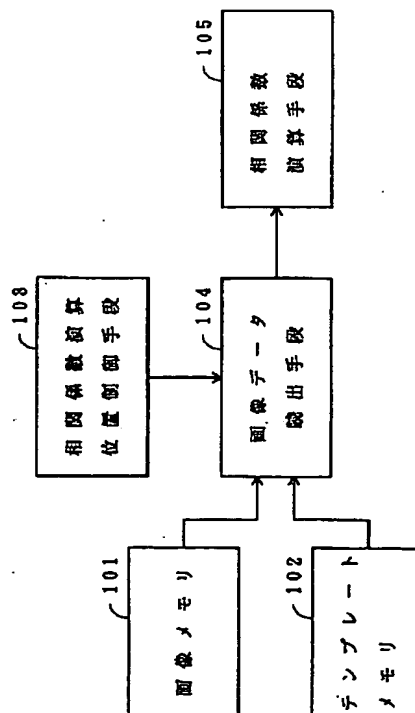 101
画像メモリ
102
テンプレート
メモリ
103
相関係数演算
位置制御手段
104
画像データ
読出手段
105
相関係数
演算手段